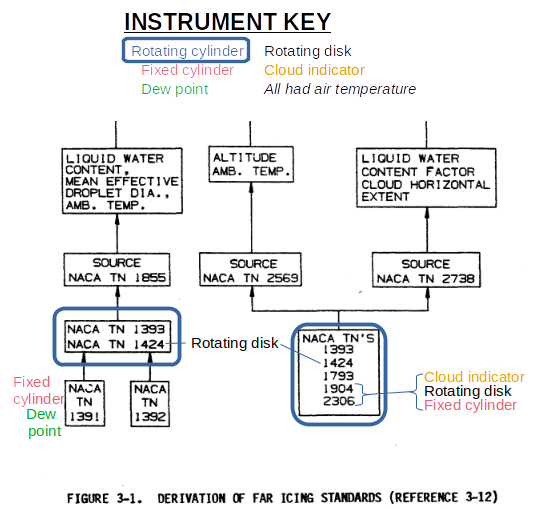 INSTRUMENT KEY
Rotating cylinder Rotating disk
Fixed cylinder Cloud indicator
Dew point All had air temperature
LIQUID WATER
CONTENT,
MEAN EFFECTIVE
DROPLET DIA.,
AMB. TEMP.
ALTITUDE
AMB. TEMP.
LIQUID WATER
CONTENT FACTOR
CLOUD HORIZONTAL
EXTENT
SOURCE
NACA TN 1855
SOURCE
NACA TN 2569
SOURCE
NACA TN 2738
NACA TN 1393
NACA TN 1424
Rotating disk
NACA TN'S
1393
1424
1793
1904
2306
Cloud indicator
Rotating disk
Fixed cylinder
Fixed
cylinder
Dew
point
NACA
TN
1391
NACA
TN
1392
FIGURE 3-1. DERIVATION OF FAR ICING STANDARDS (REFERENCE 3-12)